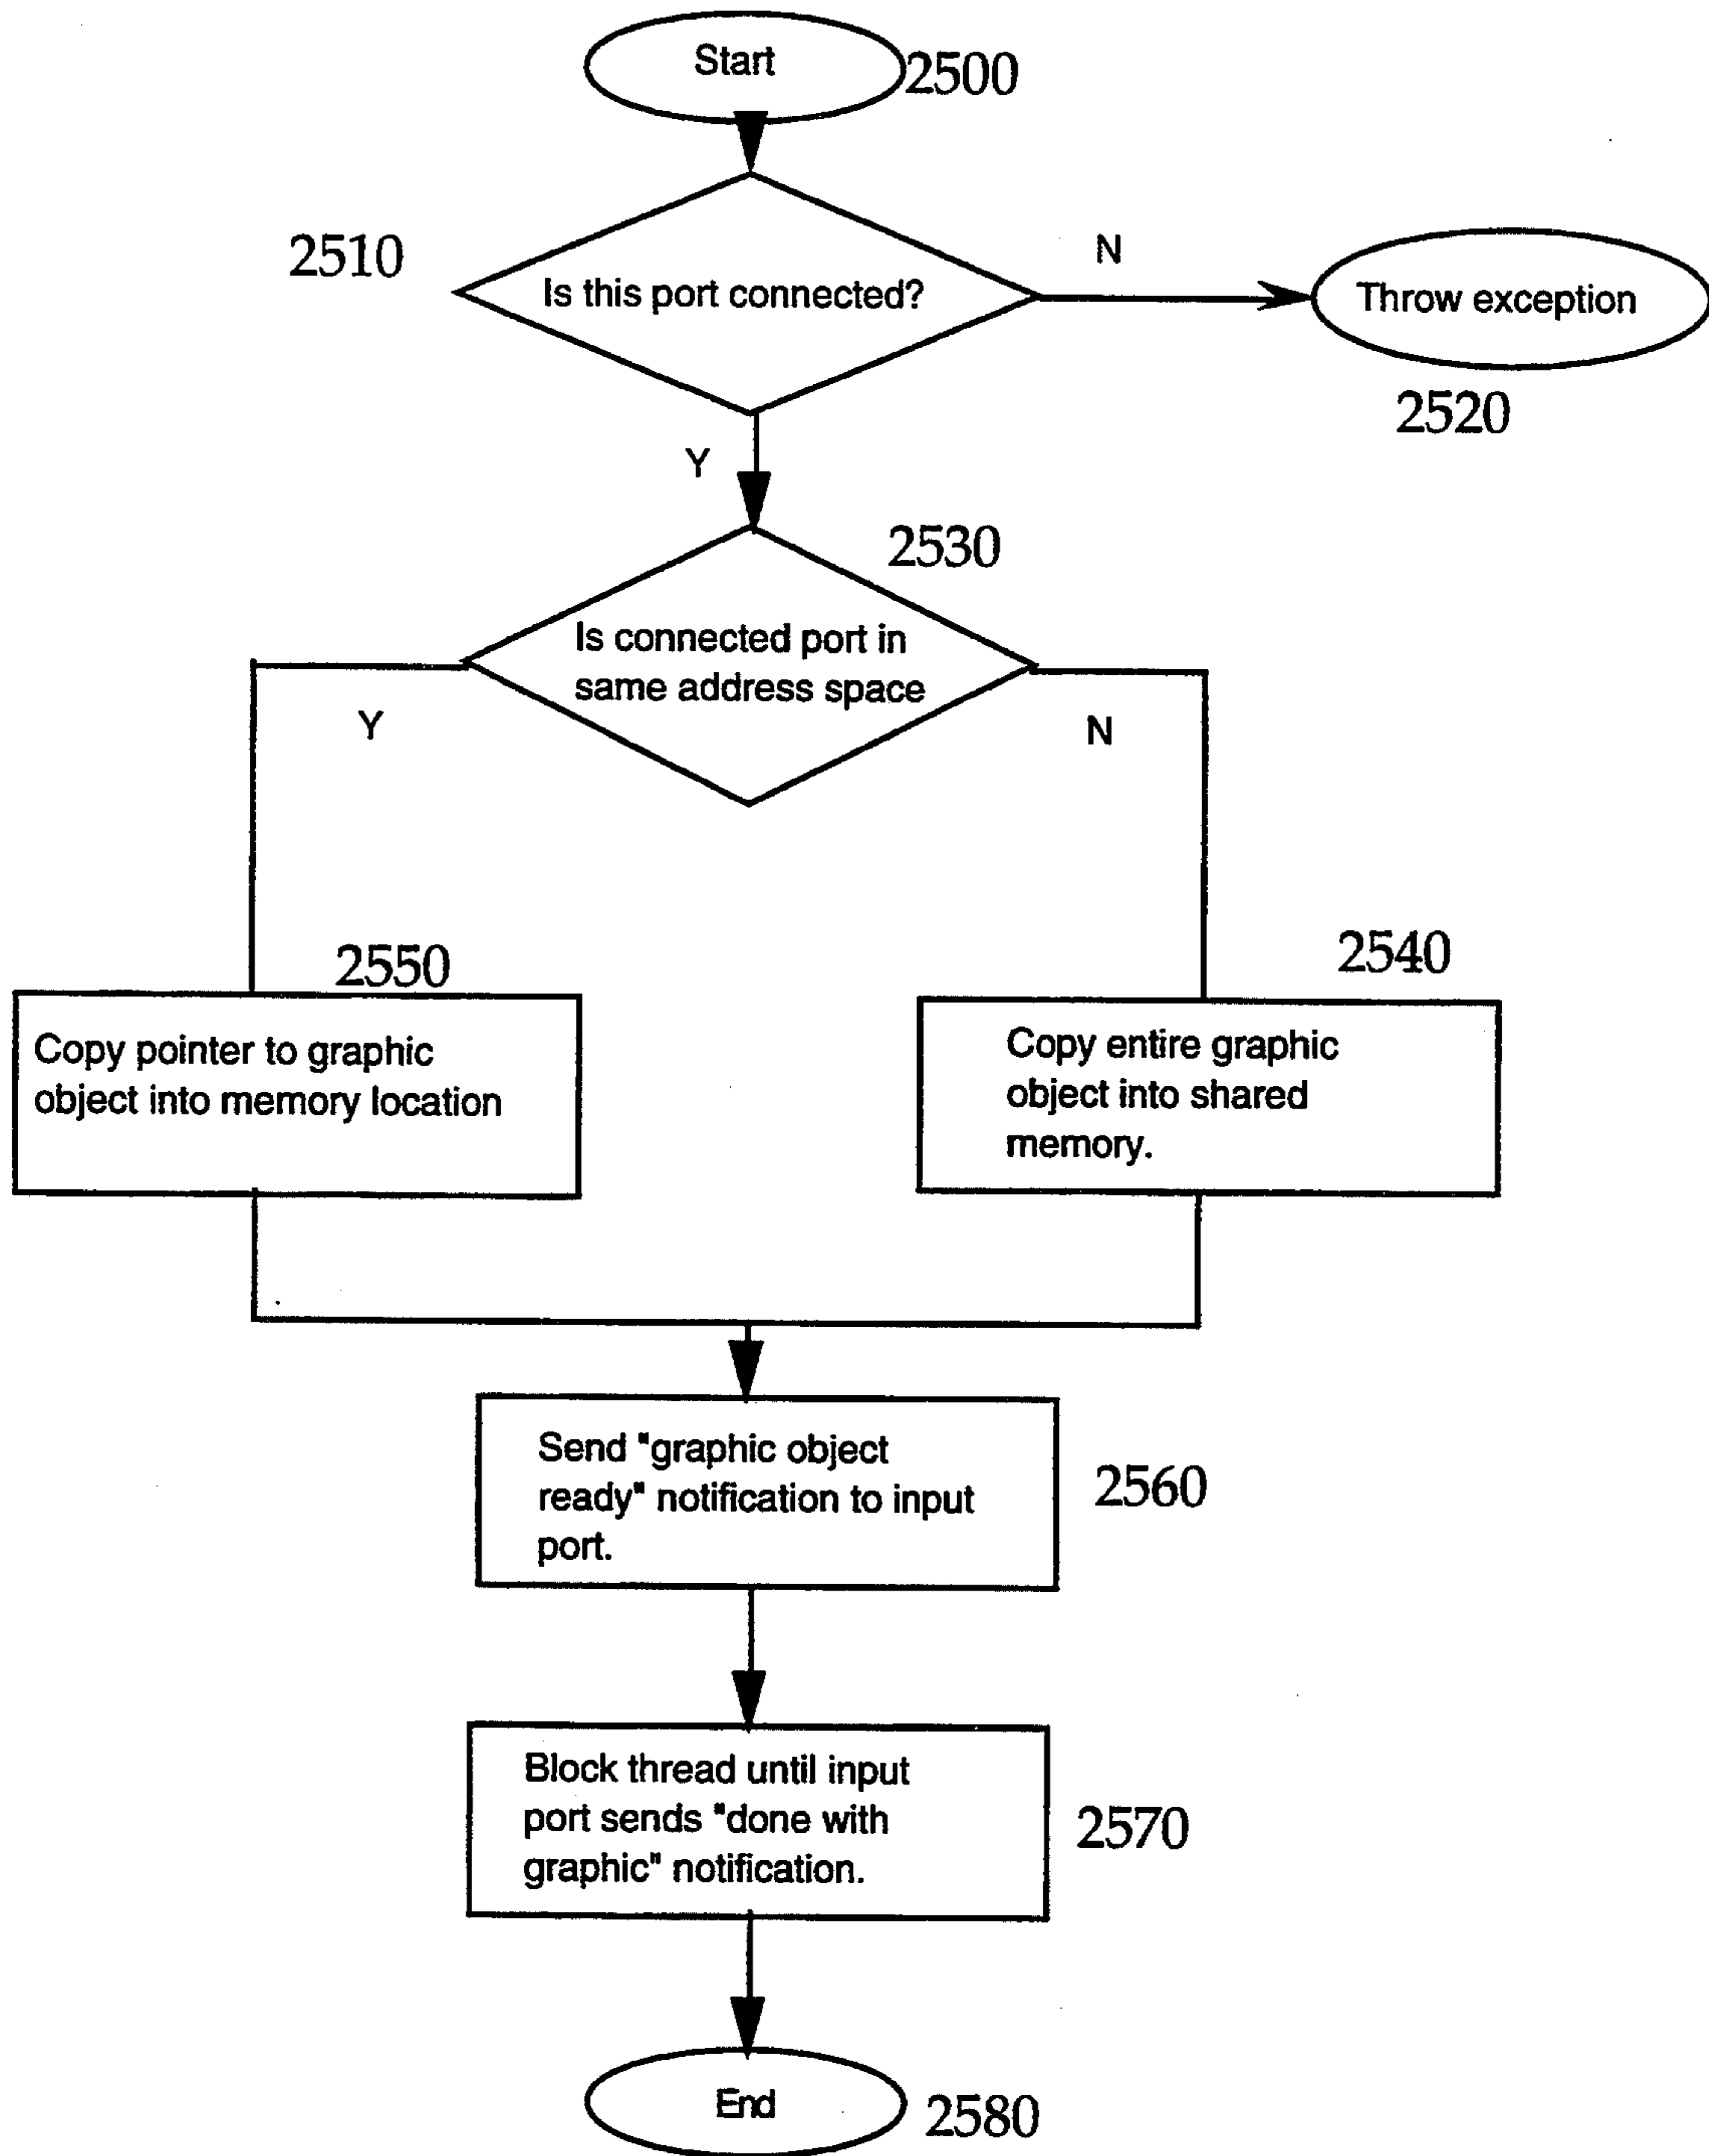 Start
2500
2510
Is this port connected?
N
Throw exception
2520
Y
2530
Is connected port in
same address space
Y
N
2550
2540
Copy pointer to graphic
object into memory location
Copy entire graphic
object into shared
memory.
Send "graphic object
ready" notification to input
port.
2560
Block thread until input
port sends "done with
graphic" notification.
2570
End
2580